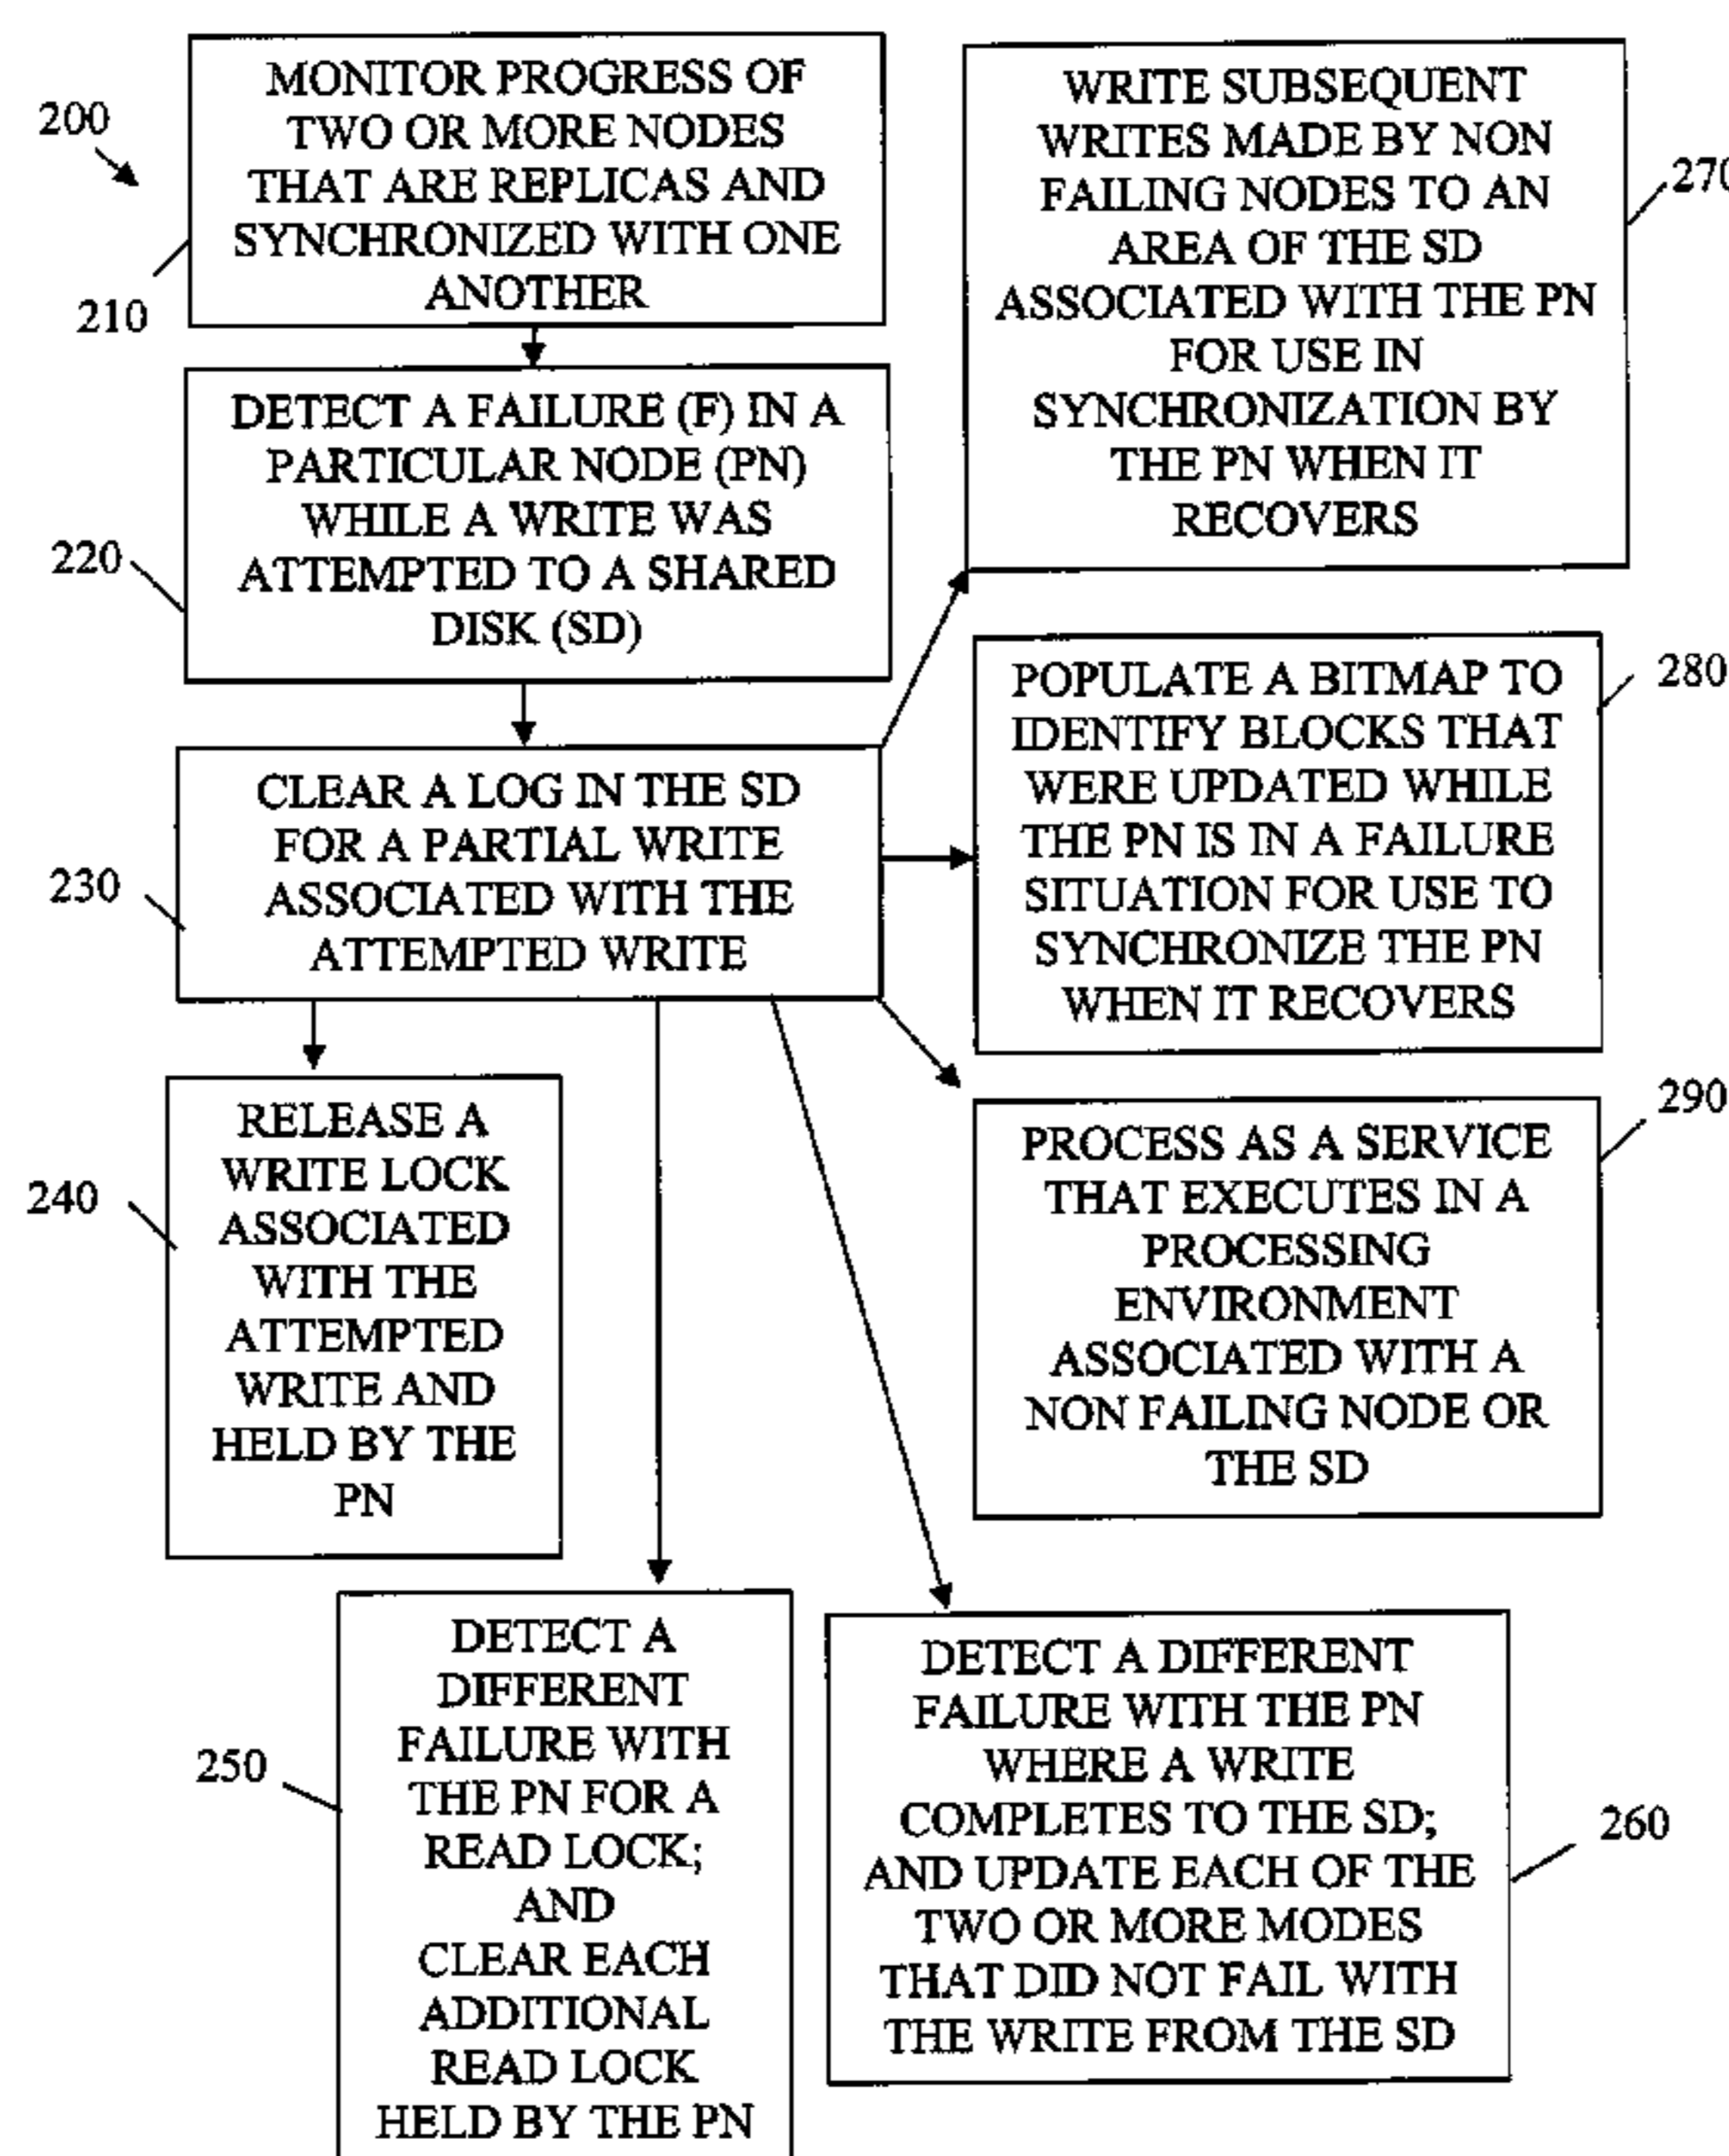 200
MONITOR PROGRESS OF
TWO OR MORE NODES
THAT ARE REPLICAS AND
SYNCHRONIZED WITH ONE
ANOTHER
210
DETECT A FAILURE (F) IN A
PARTICULAR NODE (PN)
WHILE A WRITE WAS
ATTEMPTED TO A SHARED
DISK (SD)
220
CLEAR A LOG IN THE SD
FOR A PARTIAL WRITE
ASSOCIATED WITH THE
ATTEMPTED WRITE
230
RELEASE A
WRITE LOCK
ASSOCIATED
WITH THE
ATTEMPTED
WRITE AND
HELD BY THE
PN
240
DETECT A
DIFFERENT
FAILURE WITH
THE PN FOR A
READ LOCK;
AND
CLEAR EACH
ADDITIONAL
READ LOCK
HELD BY THE PN
250
DETECT A DIFFERENT
FAILURE WITH THE PN
WHERE A WRITE
COMPLETES TO THE SD;
AND UPDATE EACH OF THE
TWO OR MORE MODES
THAT DID NOT FAIL WITH
THE WRITE FROM THE SD
260
WRITE SUBSEQUENT
WRITES MADE BY NON
FAILING NODES TO AN
AREA OF THE SD
ASSOCIATED WITH THE PN
FOR USE IN
SYNCHRONIZATION BY
THE PN WHEN IT
RECOVERS
270
POPULATE A BITMAP TO
IDENTIFY BLOCKS THAT
WERE UPDATED WHILE
THE PN IS IN A FAILURE
SITUATION FOR USE TO
SYNCHRONIZE THE PN
WHEN IT RECOVERS
280
PROCESS AS A SERVICE
THAT EXECUTES IN A
PROCESSING
ENVIRONMENT
ASSOCIATED WITH A
NON FAILING NODE OR
THE SD
290